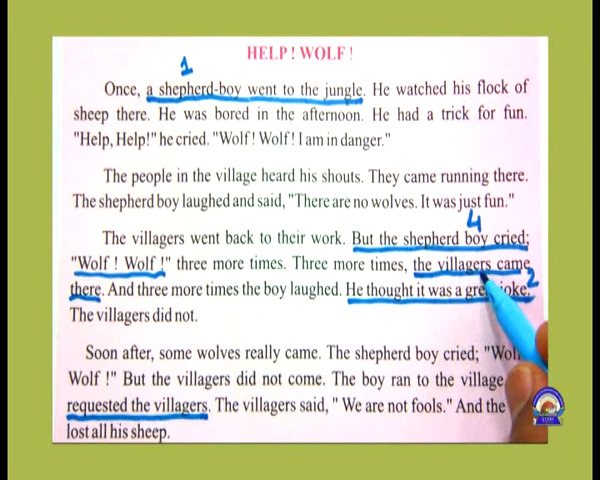 HELP! WOLF!
1
Once, a shepherd-boy went to the jungle. He watched his flock of
sheep there. He was bored in the afternoon. He had a trick for fun.
"Help, Help!" he cried. "Wolf! Wolf! I am in danger."
The people in the village heard his shouts. They came running there.
The shepherd boy laughed and said, "There are no wolves. It was just fun."
4
The villagers went back to their work. But the shepherd boy cried;
"Wolf ! Wolf !" three more times. Three more times, the villagers came
2
there. And three more times the boy laughed. He thought it was a joke.
The villagers did not.
Soon after, some wolves really came. The shepherd boy cried; "
Wolf !" But the villagers did not come. The boy ran to the village
requested the villagers. The villagers said, " We are not fools." And the
lost all his sheep.